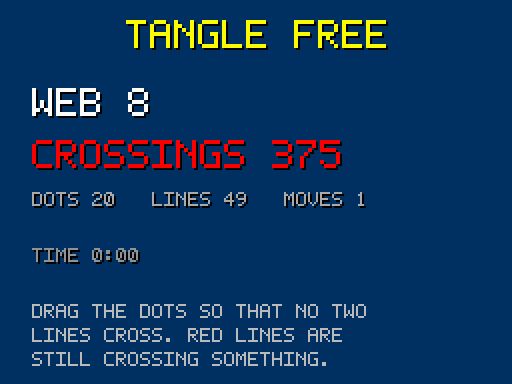 TANGLE FREE
WEB 8
CROSSINGS 375
DOTS 20 LINES 49 MOVES 1
TIME 0:00
DRAG THE DOTS SO THAT NO TWO
LINES CROSS. RED LINES ARE
STILL CROSSING SOMETHING.